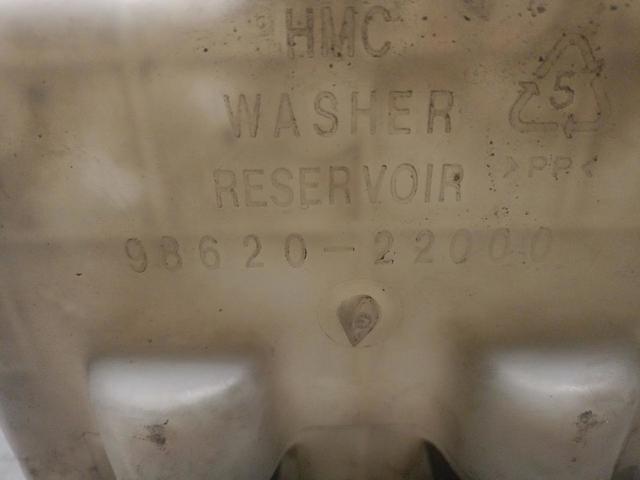 HMC
WASHER
RESERVOIR
98620-22000
5
>PP<